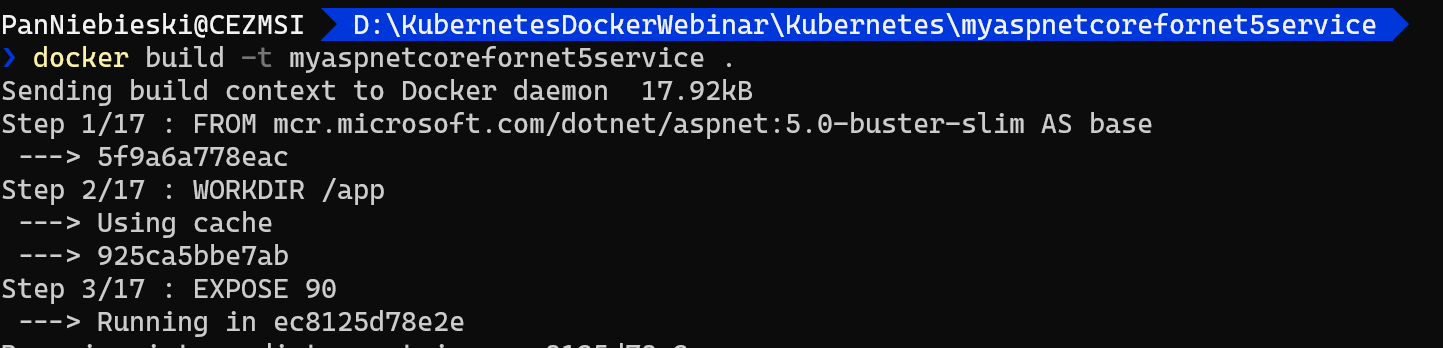 PanNiebieski@CEZMSI D:\KubernetesDockerWebinar\Kubernetes\myaspnetcorefornet5service
❯ docker build -t myaspnetcorefornet5service .
Sending build context to Docker daemon  17.92kB
Step 1/17 : FROM mcr.microsoft.com/dotnet/aspnet:5.0-buster-slim AS base
 ---> 5f9a6a778eac
Step 2/17 : WORKDIR /app
 ---> Using cache
 ---> 925ca5bbe7ab
Step 3/17 : EXPOSE 90
 ---> Running in ec8125d78e2e